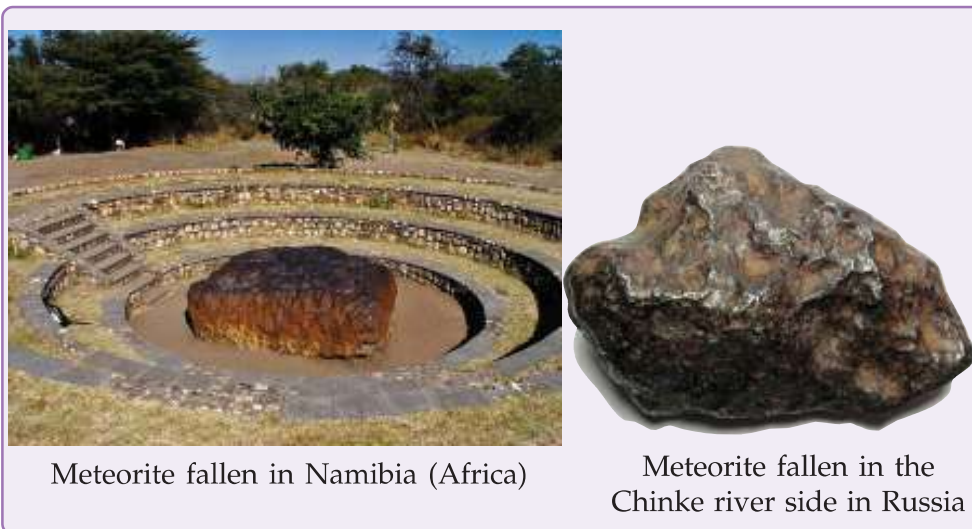 Meteorite fallen in Namibia (Africa)
Meteorite fallen in the
Chinke river side in Russia